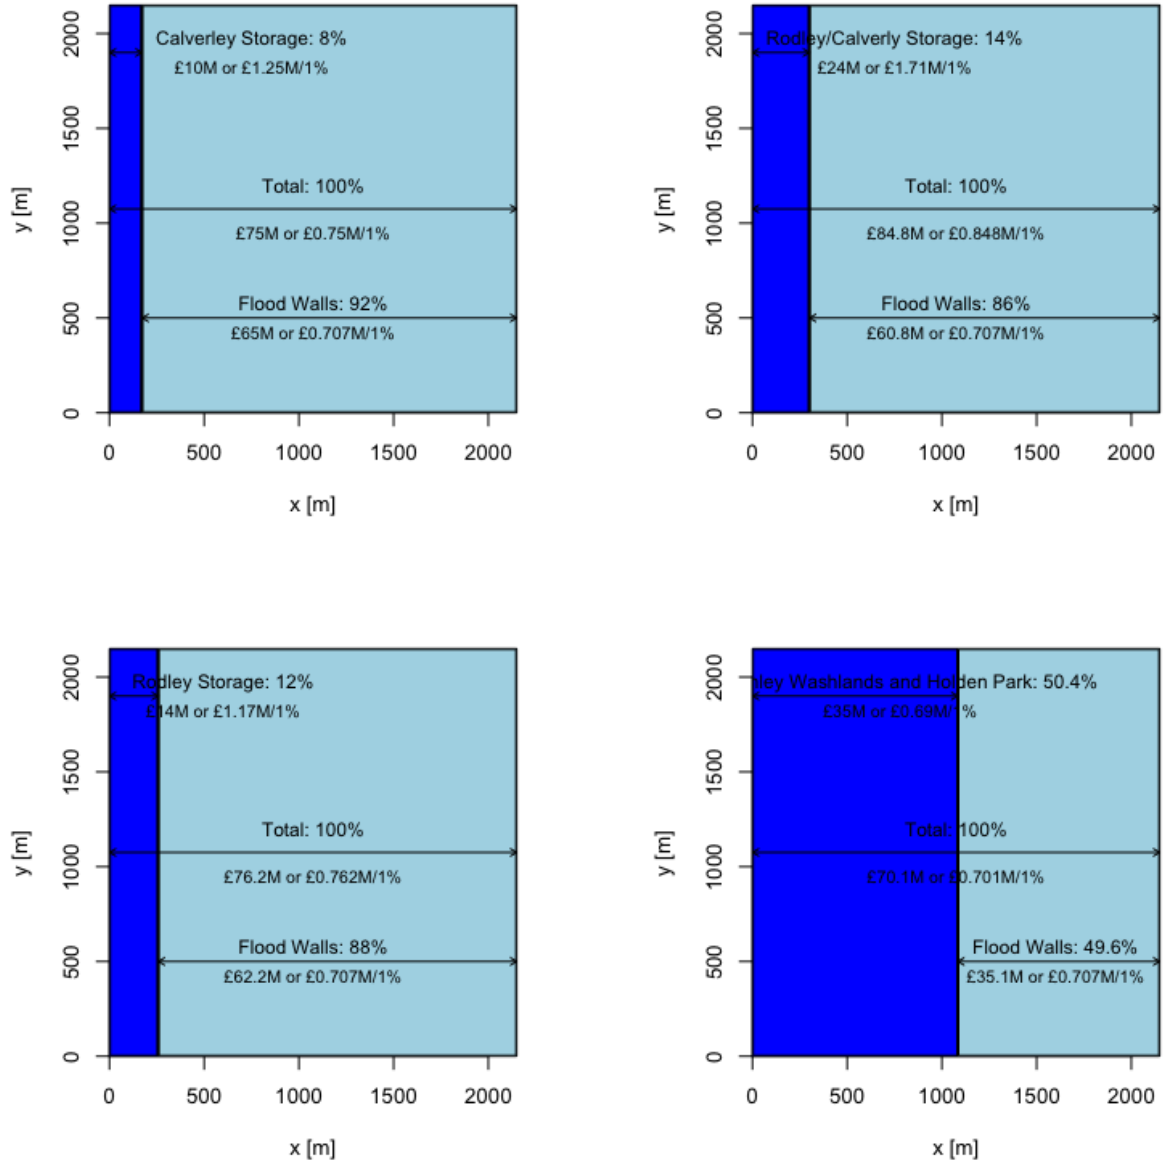 Calverley Storage: 8%
£10M or £1.25M/1%
Total: 100%
£75M or £0.75M/1%
Flood Walls: 92%
£65M or £0.707M/1%
y [m]
2000
1500
1000
500
0
0 500 1000 1500 2000
x [m]
Rodley/Calverly Storage: 14%
£24M or £1.71M/1%
Total: 100%
£84.8M or £0.848M/1%
Flood Walls: 86%
£60.8M or £0.707M/1%
y [m]
2000
1500
1000
500
0
0 500 1000 1500 2000
x [m]
Rodley Storage: 12%
£14M or £1.17M/1%
Total: 100%
£76.2M or £0.762M/1%
Flood Walls: 88%
£62.2M or £0.707M/1%
y [m]
2000
1500
1000
500
0
0 500 1000 1500 2000
x [m]
Washlands and Holden Park: 50.4%
£35M or £0.69M/1%
Total: 100%
£70.1M or £0.701M/1%
Flood Walls: 49.6%
£35.1M or £0.707M/1%
y [m]
2000
1500
1000
500
0
0 500 1000 1500 2000
x [m]